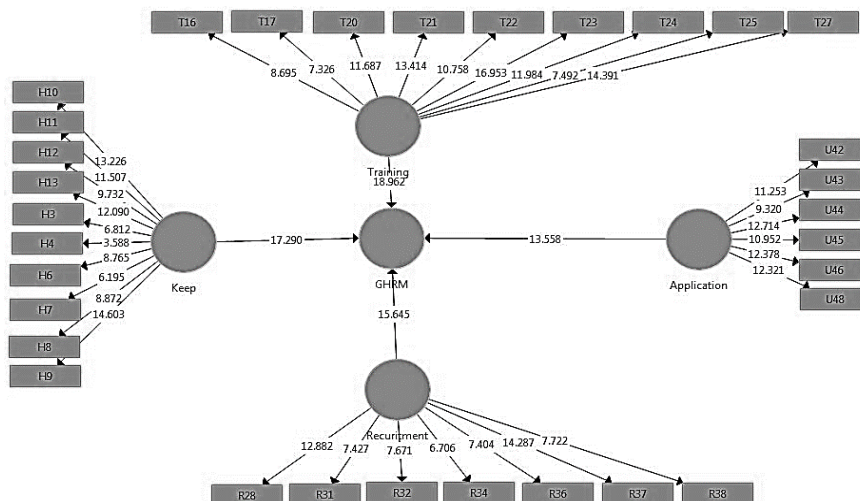 T16 T17 T20 T21 T22 T23 T24 T25 T27
8.695 7.326 11.687 13.414 10.758 16.953 11.984 7.492 14.391
Training
18.962
H10
H11
H12
H13
H3
H4
H6
H7
H8
H9
13.226
11.507
9.732
12.090
6.812
3.588
8.765
6.195
8.872
14.603
Keep
17.290
GHRM
13.558
Application
U42
U43
U44
U45
U46
U48
11.253
9.320
12.714
10.952
12.378
12.321
15.645
Recuritment
12.882 7.427 7.671 6.706 7.404 14.287 7.722
R28 R31 R32 R34 R36 R37 R38